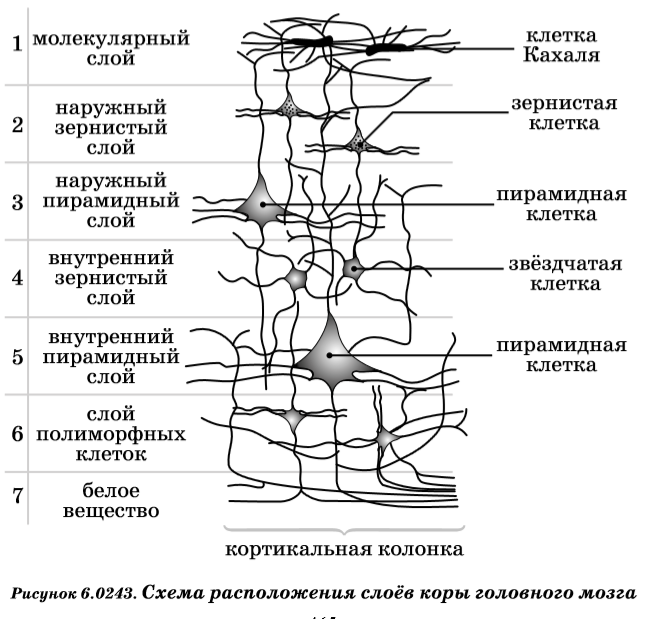 1 молекулярный
слой
клетка
Кахаля
2 наружный
зернистый
слой
зернистая
клетка
3 наружный
пирамидный
слой
пирамидная
клетка
4 внутренний
зернистый
слой
звёздчатая
клетка
5 внутренний
пирамидный
слой
пирамидная
клетка
6 слой
полиморфных
клеток
7 белое
вещество
кортикальная колонка
Рисунок 6.0243. Схема расположения слоёв коры головного мозга